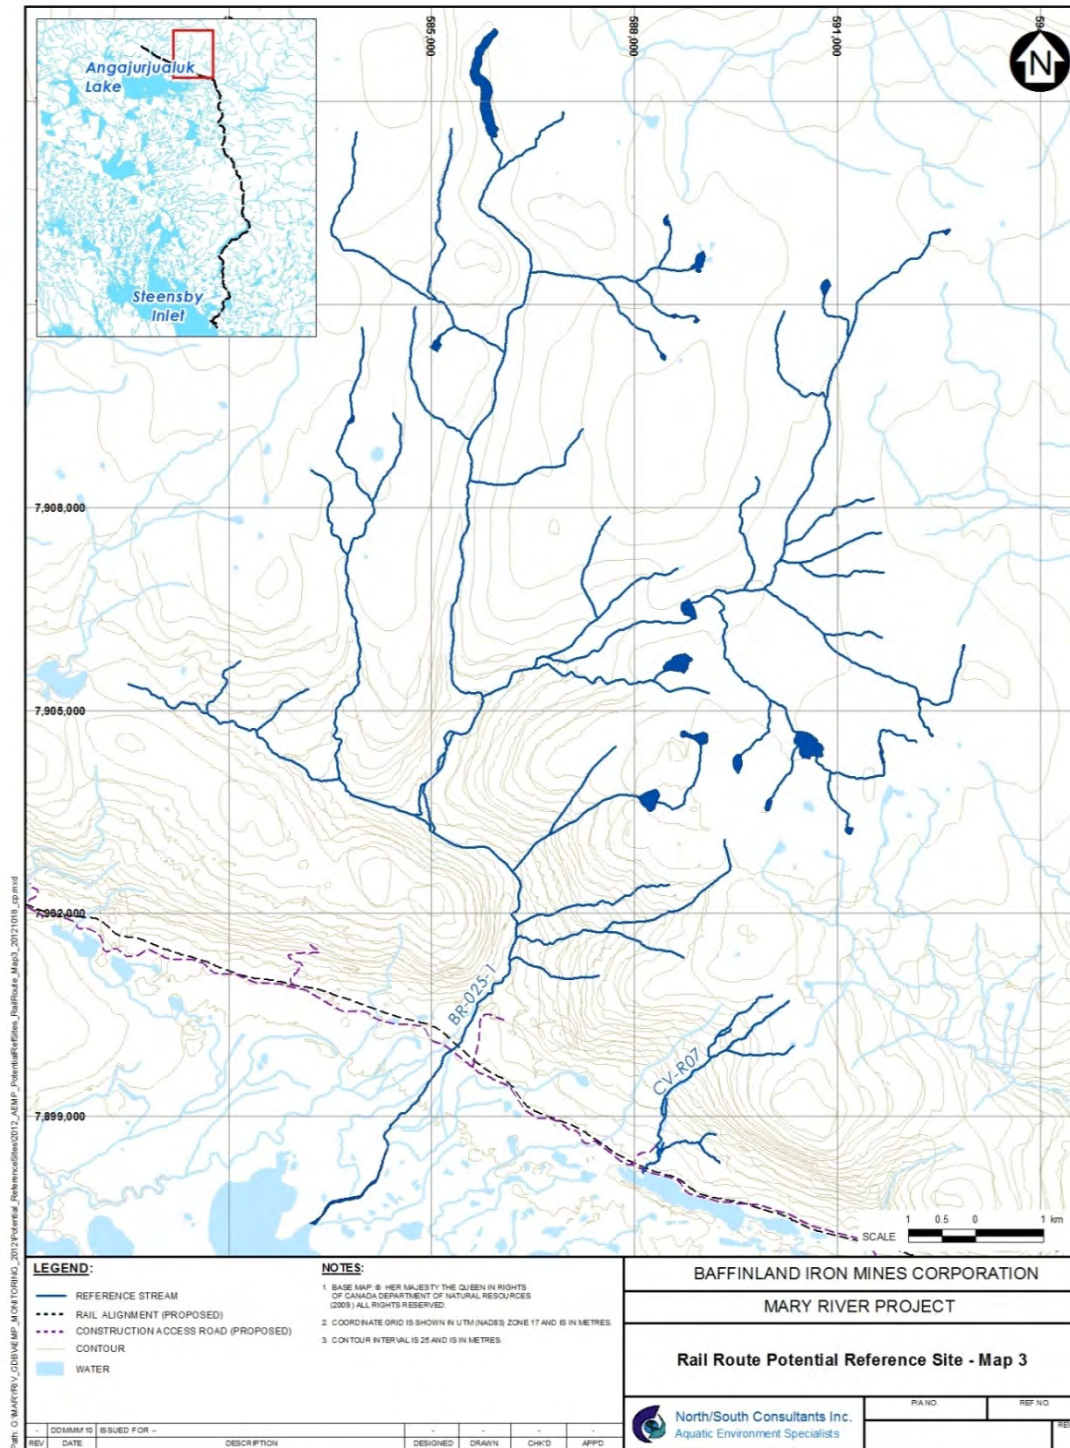 Angajurjualuk
Lake
Steensby
Inlet
585,000
588,000
591,000
N
7,908,000
7,905,000
7,902,000
7,899,000
BR-025-1
CV-R07
SCALE
1 0.5 0 1 km
LEGEND:
REFERENCE STREAM
RAIL ALIGNMENT (PROPOSED)
CONSTRUCTION ACCESS ROAD (PROPOSED)
CONTOUR
WATER
NOTES:
1. BASE MAP: © HER MAJESTY THE QUEEN IN RIGHTS
OF CANADA DEPARTMENT OF NATURAL RESOURCES
(2009) ALL RIGHTS RESERVED.
2. COORDINATE GRID IS SHOWN IN UTM (NAD83) ZONE 17 AND IS IN METRES.
3. CONTOUR INTERVAL IS 25 AND IS IN METRES.
BAFFINLAND IRON MINES CORPORATION
MARY RIVER PROJECT
Rail Route Potential Reference Site - Map 3
North/South Consultants Inc.
Aquatic Environment Specialists
P/A NO.
REF NO.
REV
- DDMMM'10 ISSUED FOR -- - - - -
REV DATE DESCRIPTION DESIGNED DRAWN CHK'D APP'D